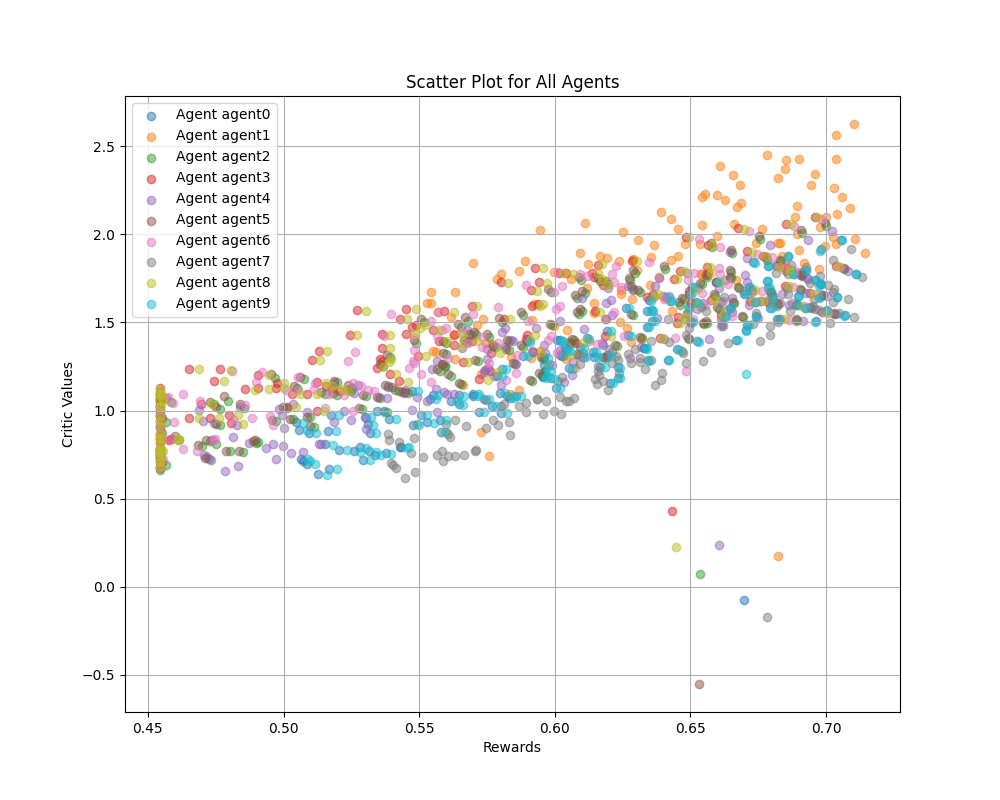 Scatter Plot for All Agents
Agent agent0
Agent agent1
Agent agent2
Agent agent3
Agent agent4
Agent agent5
Agent agent6
Agent agent7
Agent agent8
Agent agent9
2.5
2.0
1.5
1.0
0.5
0.0
−0.5
Critic Values
0.45 0.50 0.55 0.60 0.65 0.70
Rewards